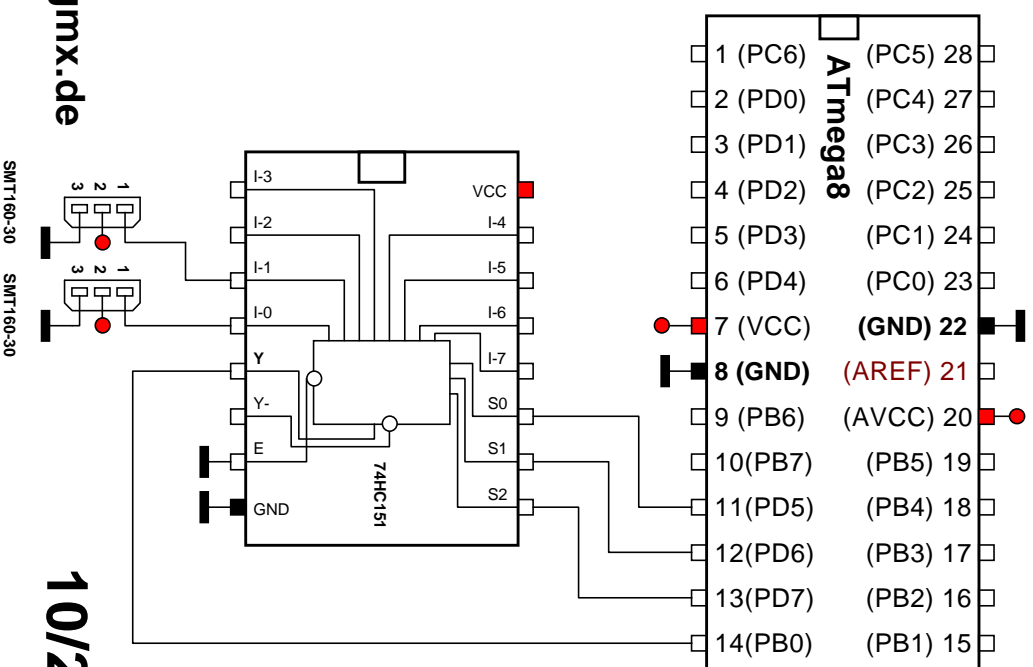 gmx.de
SMT160-30
3 2 1
SMT160-30
3 2 1
10/2
I-3
I-2
I-1
I-0
Y
Y-
E
GND
VCC
I-4
I-5
I-6
I-7
S0
S1
S2
74HC151
ATmega8
1 (PC6) (PC5) 28
2 (PD0) (PC4) 27
3 (PD1) (PC3) 26
4 (PD2) (PC2) 25
5 (PD3) (PC1) 24
6 (PD4) (PC0) 23
7 (VCC) (GND) 22
8 (GND) (AREF) 21
9 (PB6) (AVCC) 20
10(PB7) (PB5) 19
11(PD5) (PB4) 18
12(PD6) (PB3) 17
13(PD7) (PB2) 16
14(PB0) (PB1) 15